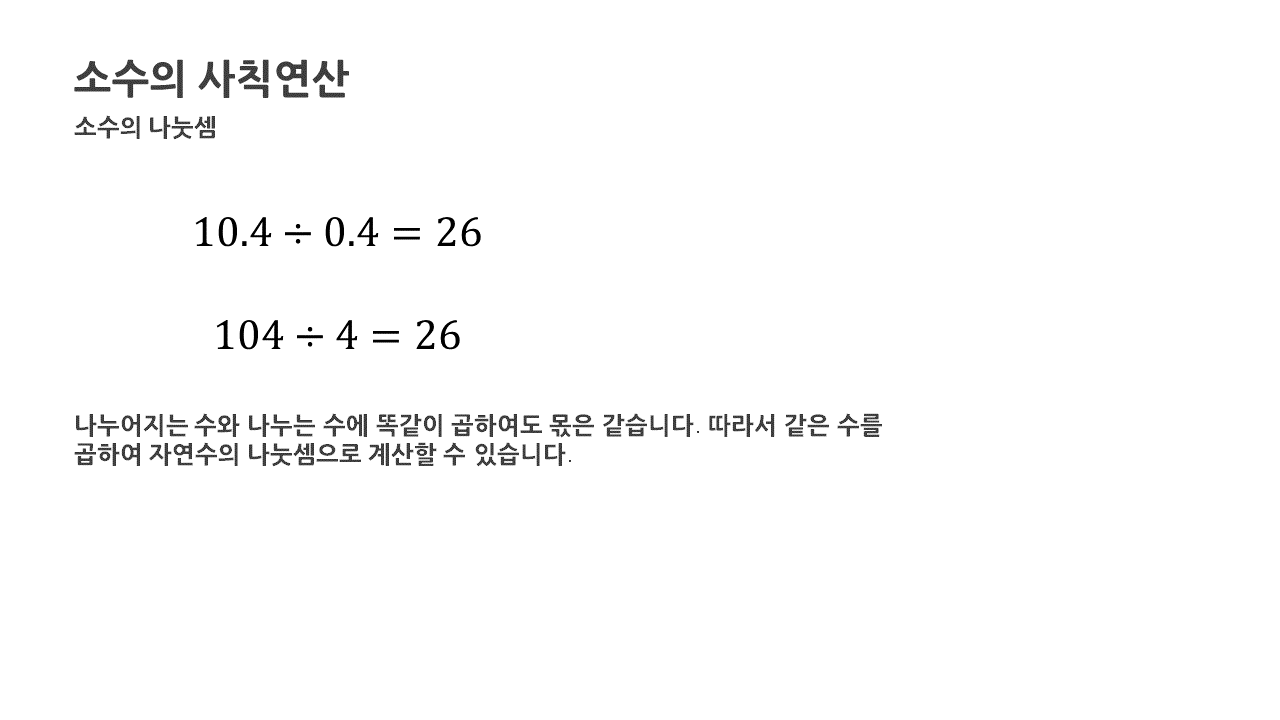 소수의 사칙연산
소수의 나눗셈
10.4 ÷ 0.4 = 26
104 ÷ 4 = 26
나누어지는 수와 나누는 수에 똑같이 곱하여도 몫은 같습니다. 따라서 같은 수를
곱하여 자연수의 나눗셈으로 계산할 수 있습니다.